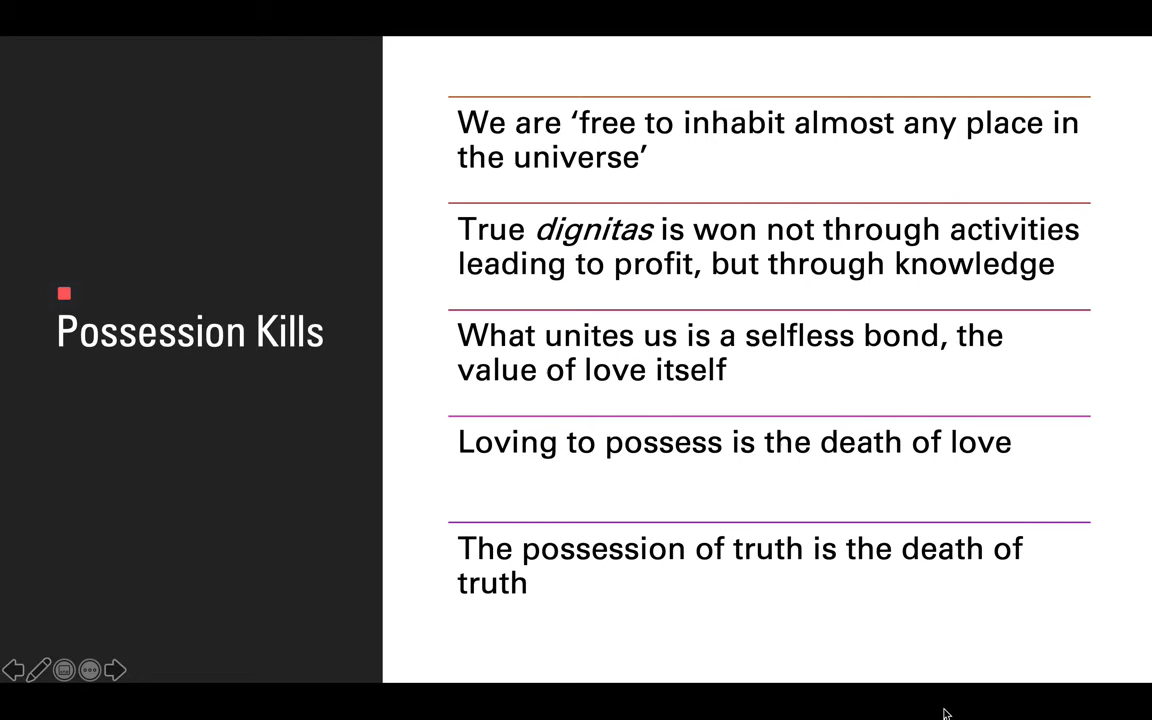 Possession Kills
We are ‘free to inhabit almost any place in
the universe’
True dignitas is won not through activities
leading to profit, but through knowledge
What unites us is a selfless bond, the
value of love itself
Loving to possess is the death of love
The possession of truth is the death of
truth